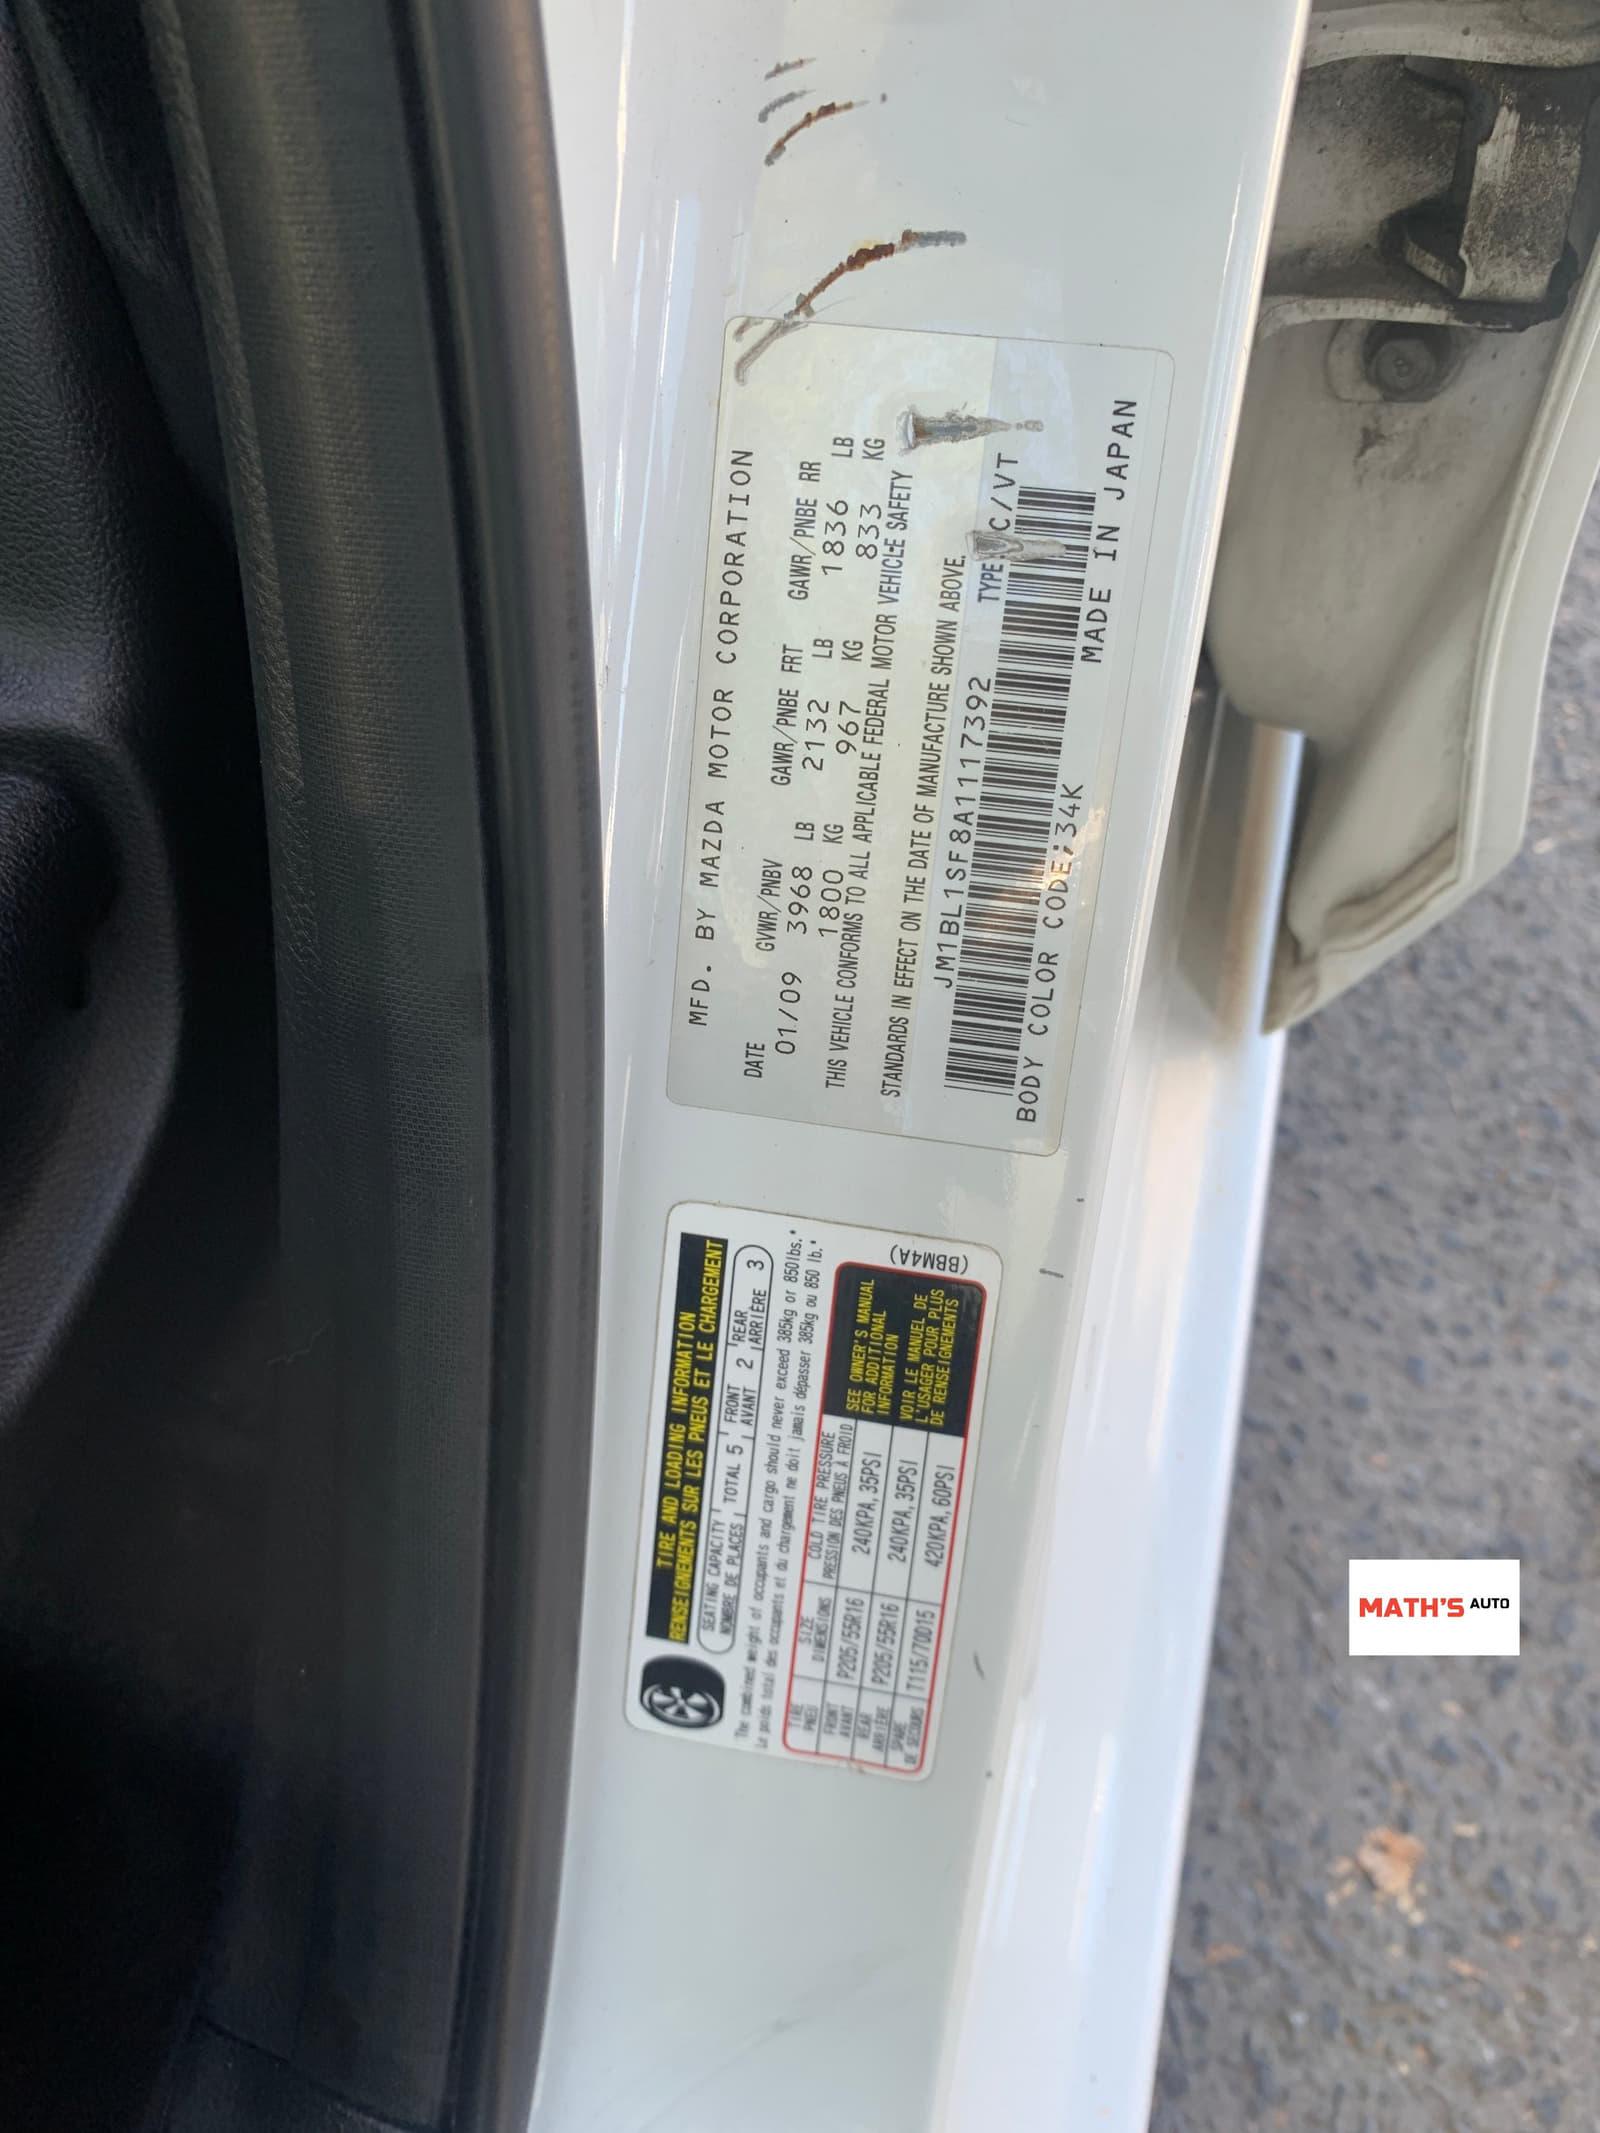 MFD. BY MAZDA MOTOR CORPORATION
DATE GVWR/PNBV GAWR/PNBE FRT GAWR/PNBE RR
01/09 3968 LB 2132 LB 1836 LB
1800 KG 967 KG 833 KG
THIS VEHICLE CONFORMS TO ALL APPLICABLE FEDERAL MOTOR VEHICLE SAFETY
STANDARDS IN EFFECT ON THE DATE OF MANUFACTURE SHOWN ABOVE.
JM1BL1SF8A1117392 TYPE C/VT
BODY COLOR CODE;34K MADE IN JAPAN
TIRE AND LOADING INFORMATION
RENSEIGNEMENTS SUR LES PNEUS ET LE CHARGEMENT
SEATING CAPACITY TOTAL 5 FRONT 2 REAR 3
NOMBRE DE PLACES AVANT ARRIÈRE
The combined weight of occupants and cargo should never exceed 385kg or 850lbs.
Le poids total des occupants et du chargement ne doit jamais dépasser 385kg ou 850 lb.
TIRE SIZE COLD TIRE PRESSURE
PNEU DIMENSIONS PRESSION DES PNEUS À FROID
FRONT
AVANT P205/55R16 240KPA, 35PSI
REAR
ARRIERE P205/55R16 240KPA, 35PSI
SPARE
DE SECOURS T115/70D15 420KPA, 60PSI
SEE OWNER'S MANUAL
FOR ADDITIONAL
INFORMATION
VOIR LE MANUEL DE
L'USAGER POUR PLUS
DE RENSEIGNEMENTS
(BBM4A)
MATH'S AUTO